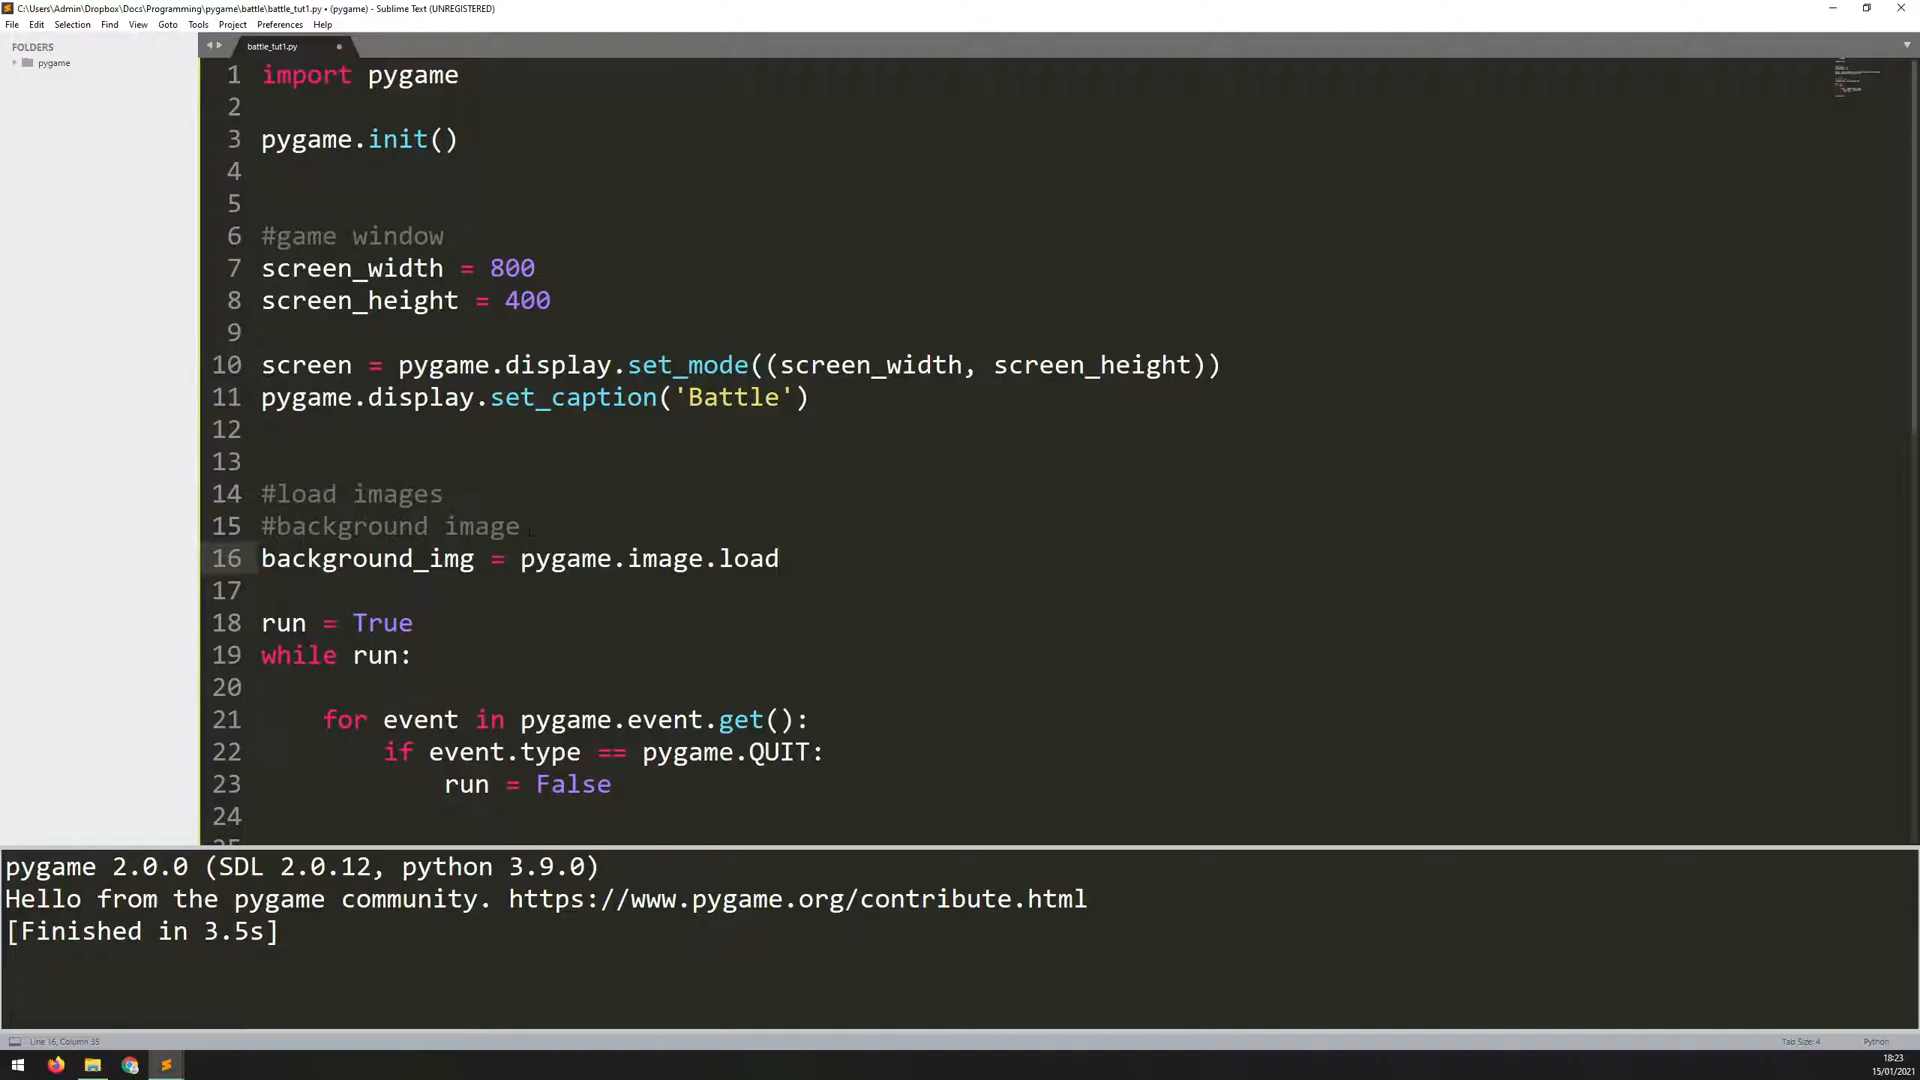 C:\Users\Admin\Dropbox\Docs\Programming\pygame\battle\battle_tut1.py • (pygame) - Sublime Text (UNREGISTERED)
File Edit Selection Find View Goto Tools Project Preferences Help
FOLDERS
pygame
battle_tut1.py
1 import pygame
2
3 pygame.init()
4
5
6 #game window
7 screen_width = 800
8 screen_height = 400
9
10 screen = pygame.display.set_mode((screen_width, screen_height))
11 pygame.display.set_caption('Battle')
12
13
14 #load images
15 #background image
16 background_img = pygame.image.load
17
18 run = True
19 while run:
20
21 for event in pygame.event.get():
22 if event.type == pygame.QUIT:
23 run = False
24
pygame 2.0.0 (SDL 2.0.12, python 3.9.0)
Hello from the pygame community. https://www.pygame.org/contribute.html
[Finished in 3.5s]
Line 16, Column 35
Tab Size: 4
Python
18:23
15/01/2021